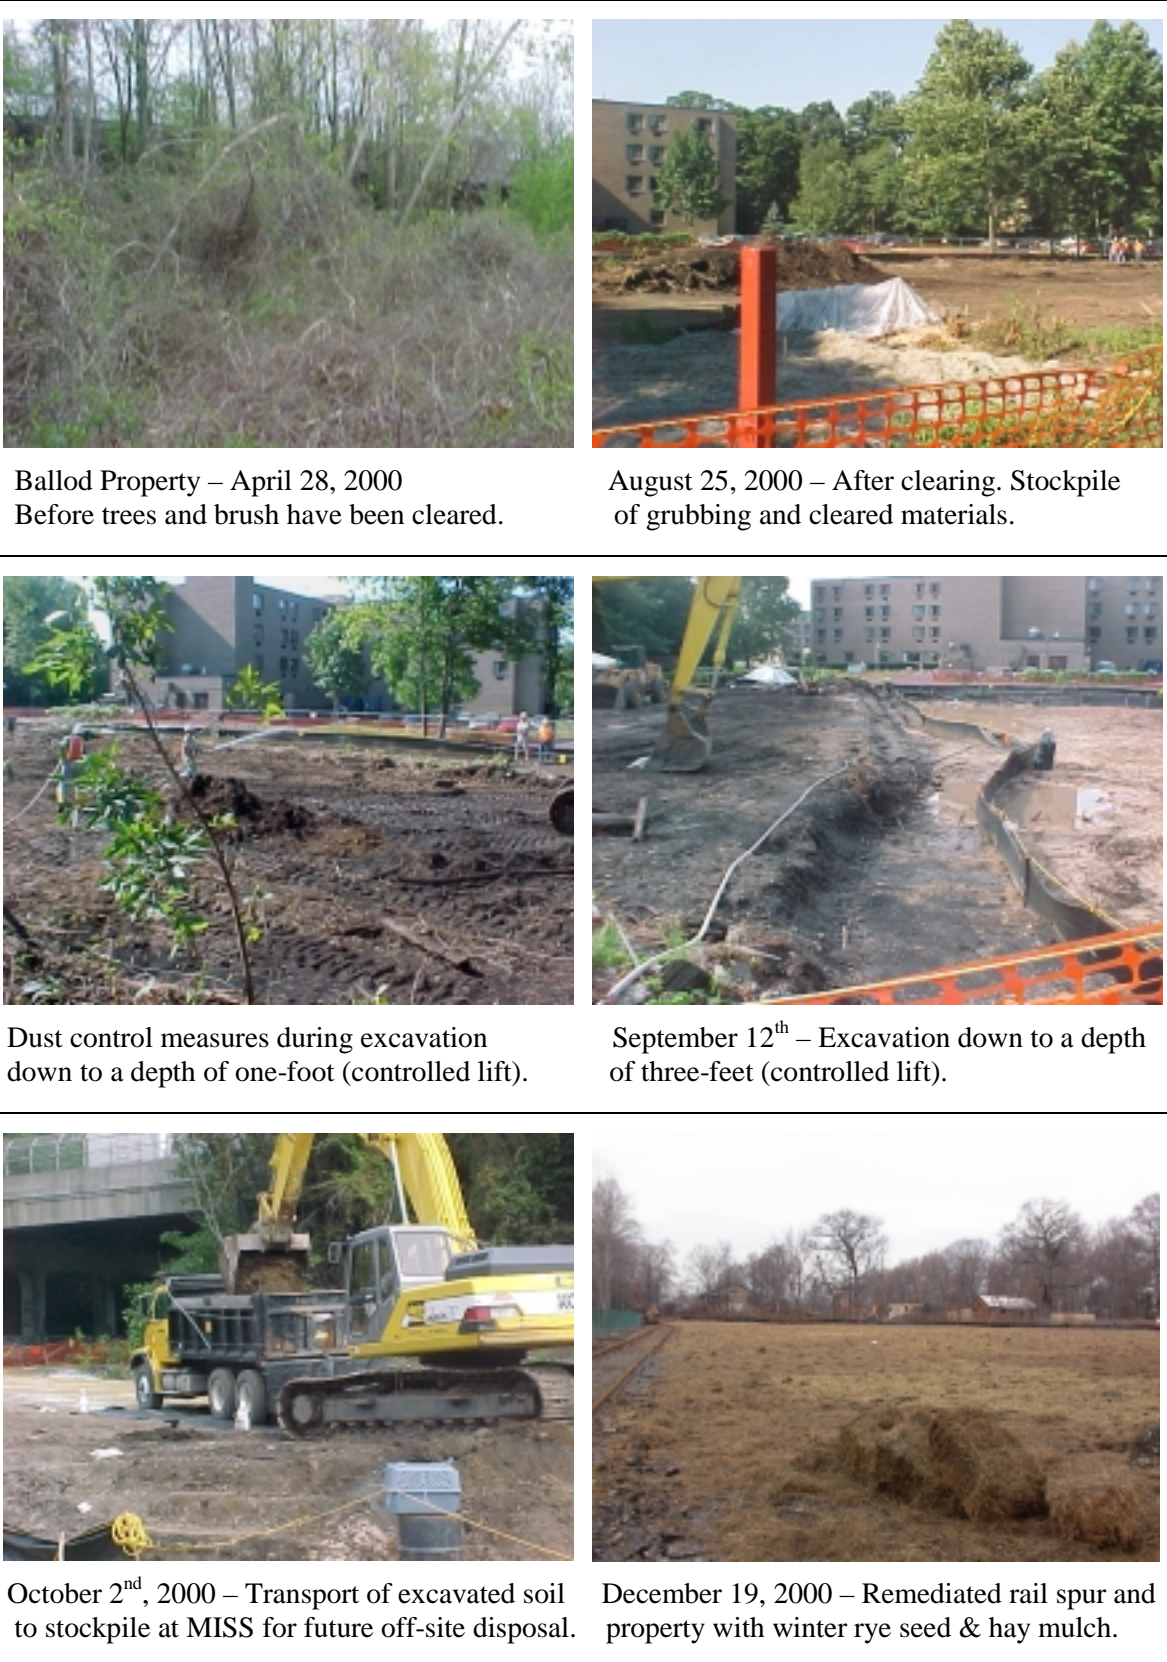 Ballod Property – April 28, 2000
Before trees and brush have been cleared.
August 25, 2000 – After clearing. Stockpile
of grubbing and cleared materials.
Dust control measures during excavation
down to a depth of one-foot (controlled lift).
September 12th – Excavation down to a depth
of three-feet (controlled lift).
October 2nd, 2000 – Transport of excavated soil
to stockpile at MISS for future off-site disposal.
December 19, 2000 – Remediated rail spur and
property with winter rye seed & hay mulch.